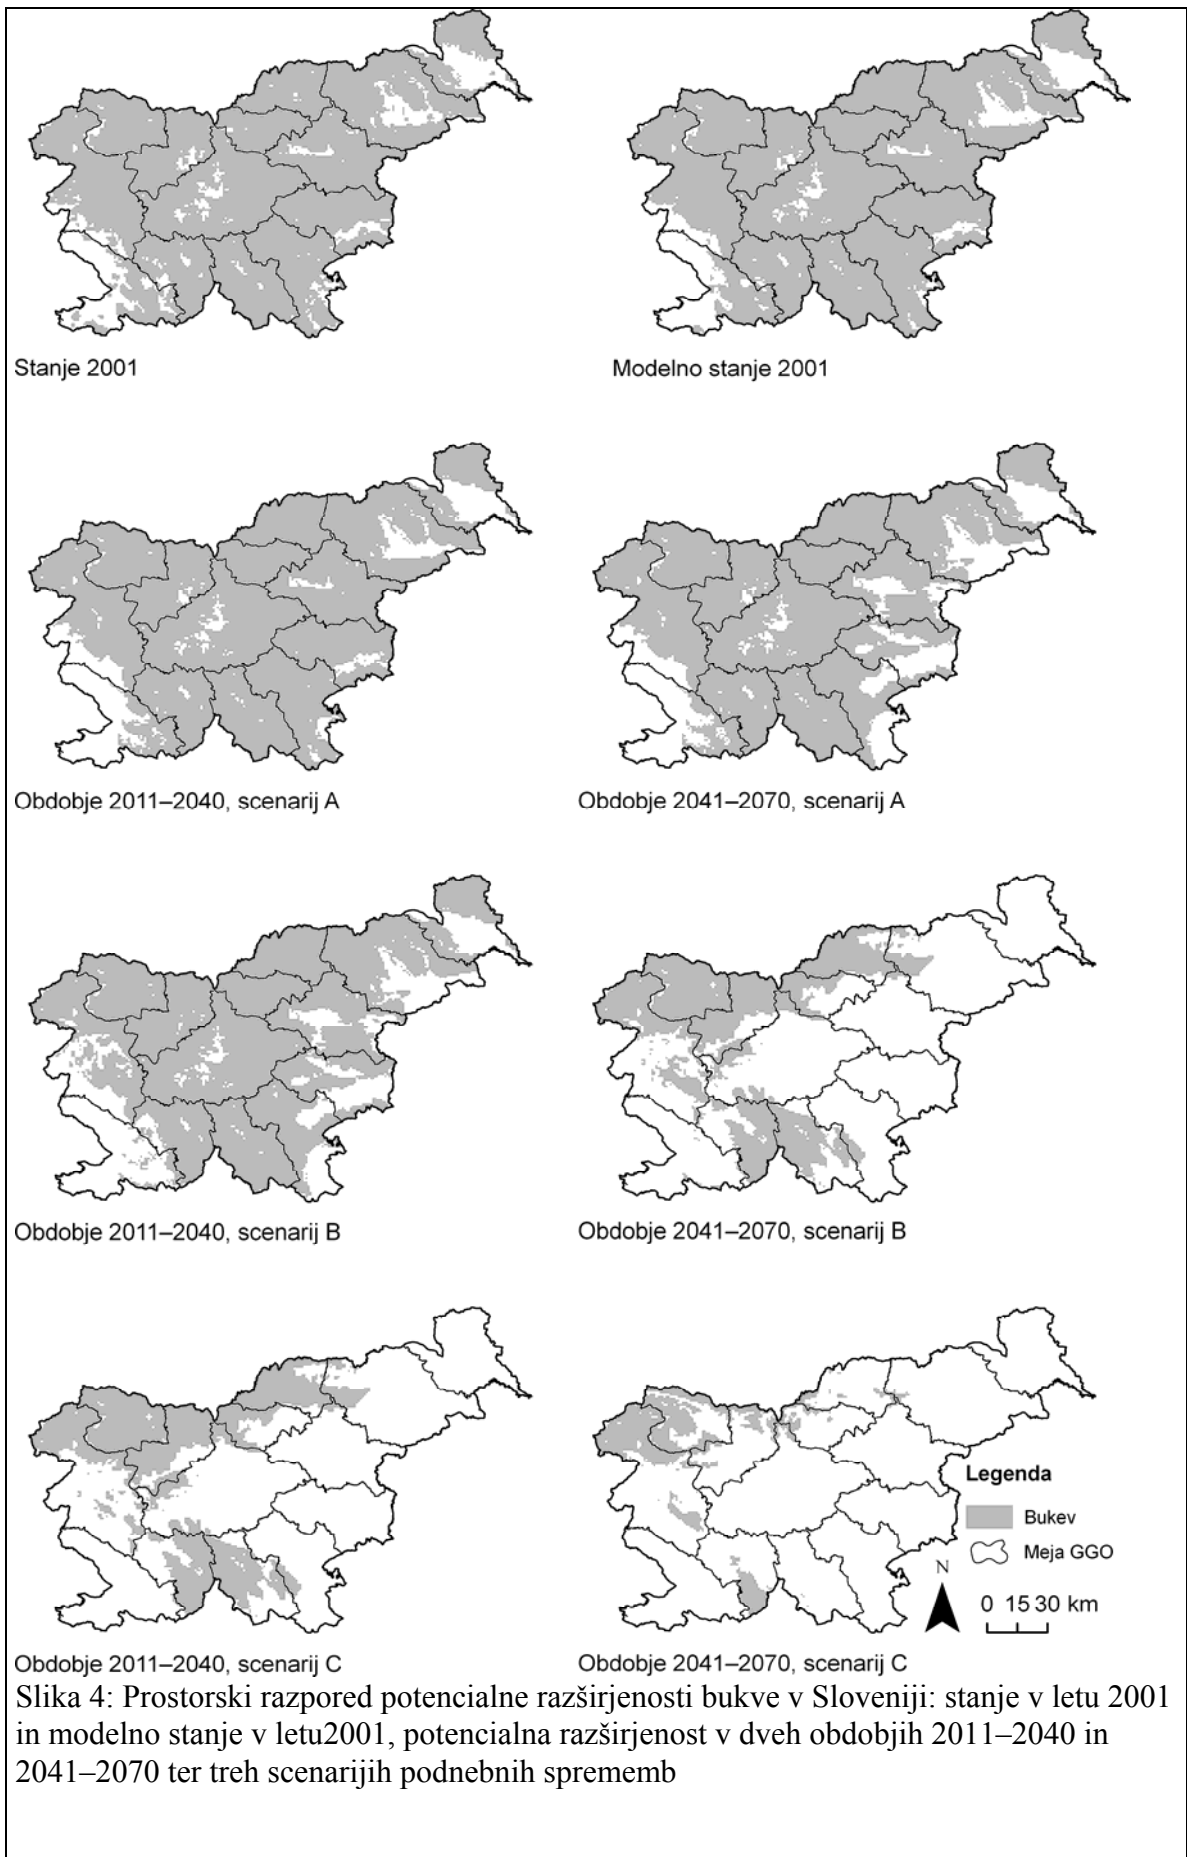 Stanje 2001
Modelno stanje 2001
Obdobje 2011–2040, scenarij A
Obdobje 2041–2070, scenarij A
Obdobje 2011–2040, scenarij B
Obdobje 2041–2070, scenarij B
Legenda
Bukev
Meja GGO
N
0 15 30 km
Obdobje 2011–2040, scenarij C
Obdobje 2041–2070, scenarij C
Slika 4: Prostorski razpored potencialne razširjenosti bukve v Sloveniji: stanje v letu 2001
in modelno stanje v letu2001, potencialna razširjenost v dveh obdobjih 2011–2040 in
2041–2070 ter treh scenarijih podnebnih sprememb